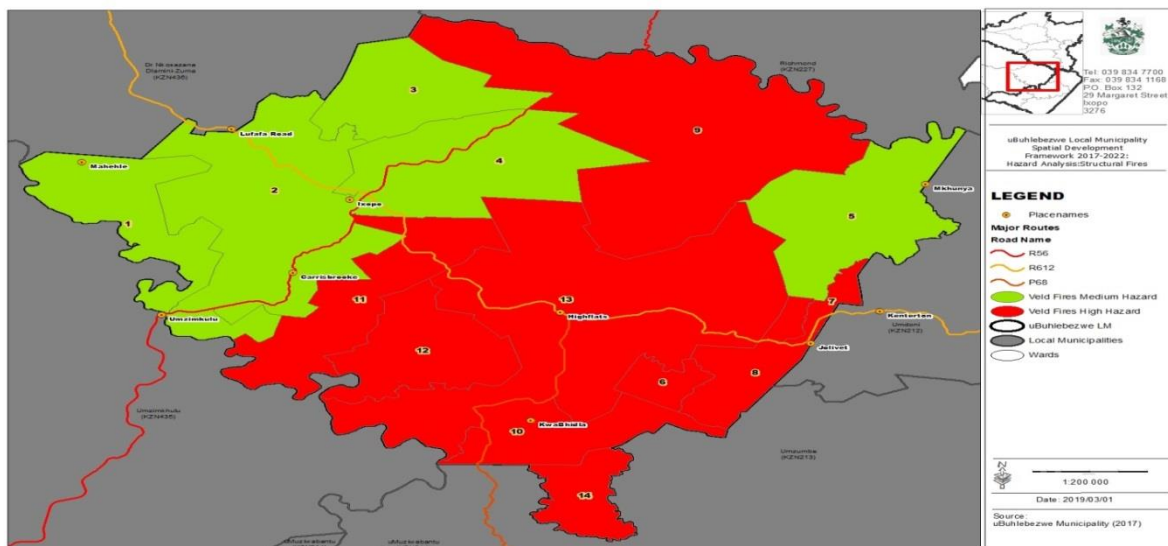 Dr Nkosazana
Dlamini-Zuma
(KZN436)
Richmond
(KZN227)
3
9
Lufafa Road
Mahehle
4
2
Mkhunya
Ixopo
1
5
Carrisbrooke
11
13
7
Umzimkulu
Highflats
Kenterton
Umdoni
(KZN212)
Jolivet
12
8
6
Umzimkhulu
(KZN435)
KwaBhidla
10
Umzumbe
(KZN213)
14
uMuziwabantu
uMuziwabantu
Tel: 039 834 7700
Fax: 039 834 1168
P.O. Box 132
29 Margaret Street
Ixopo
3276
uBuhlebezwe Local Municipality
Spatial Development
Framework 2017-2022:
Hazard Analysis:Structural Fires
LEGEND
Placenames
Major Routes
Road Name
R56
R612
P68
Veld Fires Medium Hazard
Veld Fires High Hazard
uBuhlebezwe LM
Local Municipalities
Wards
N
1:200 000
Date: 2019/03/01
Source:
uBuhlebezwe Municipality (2017)